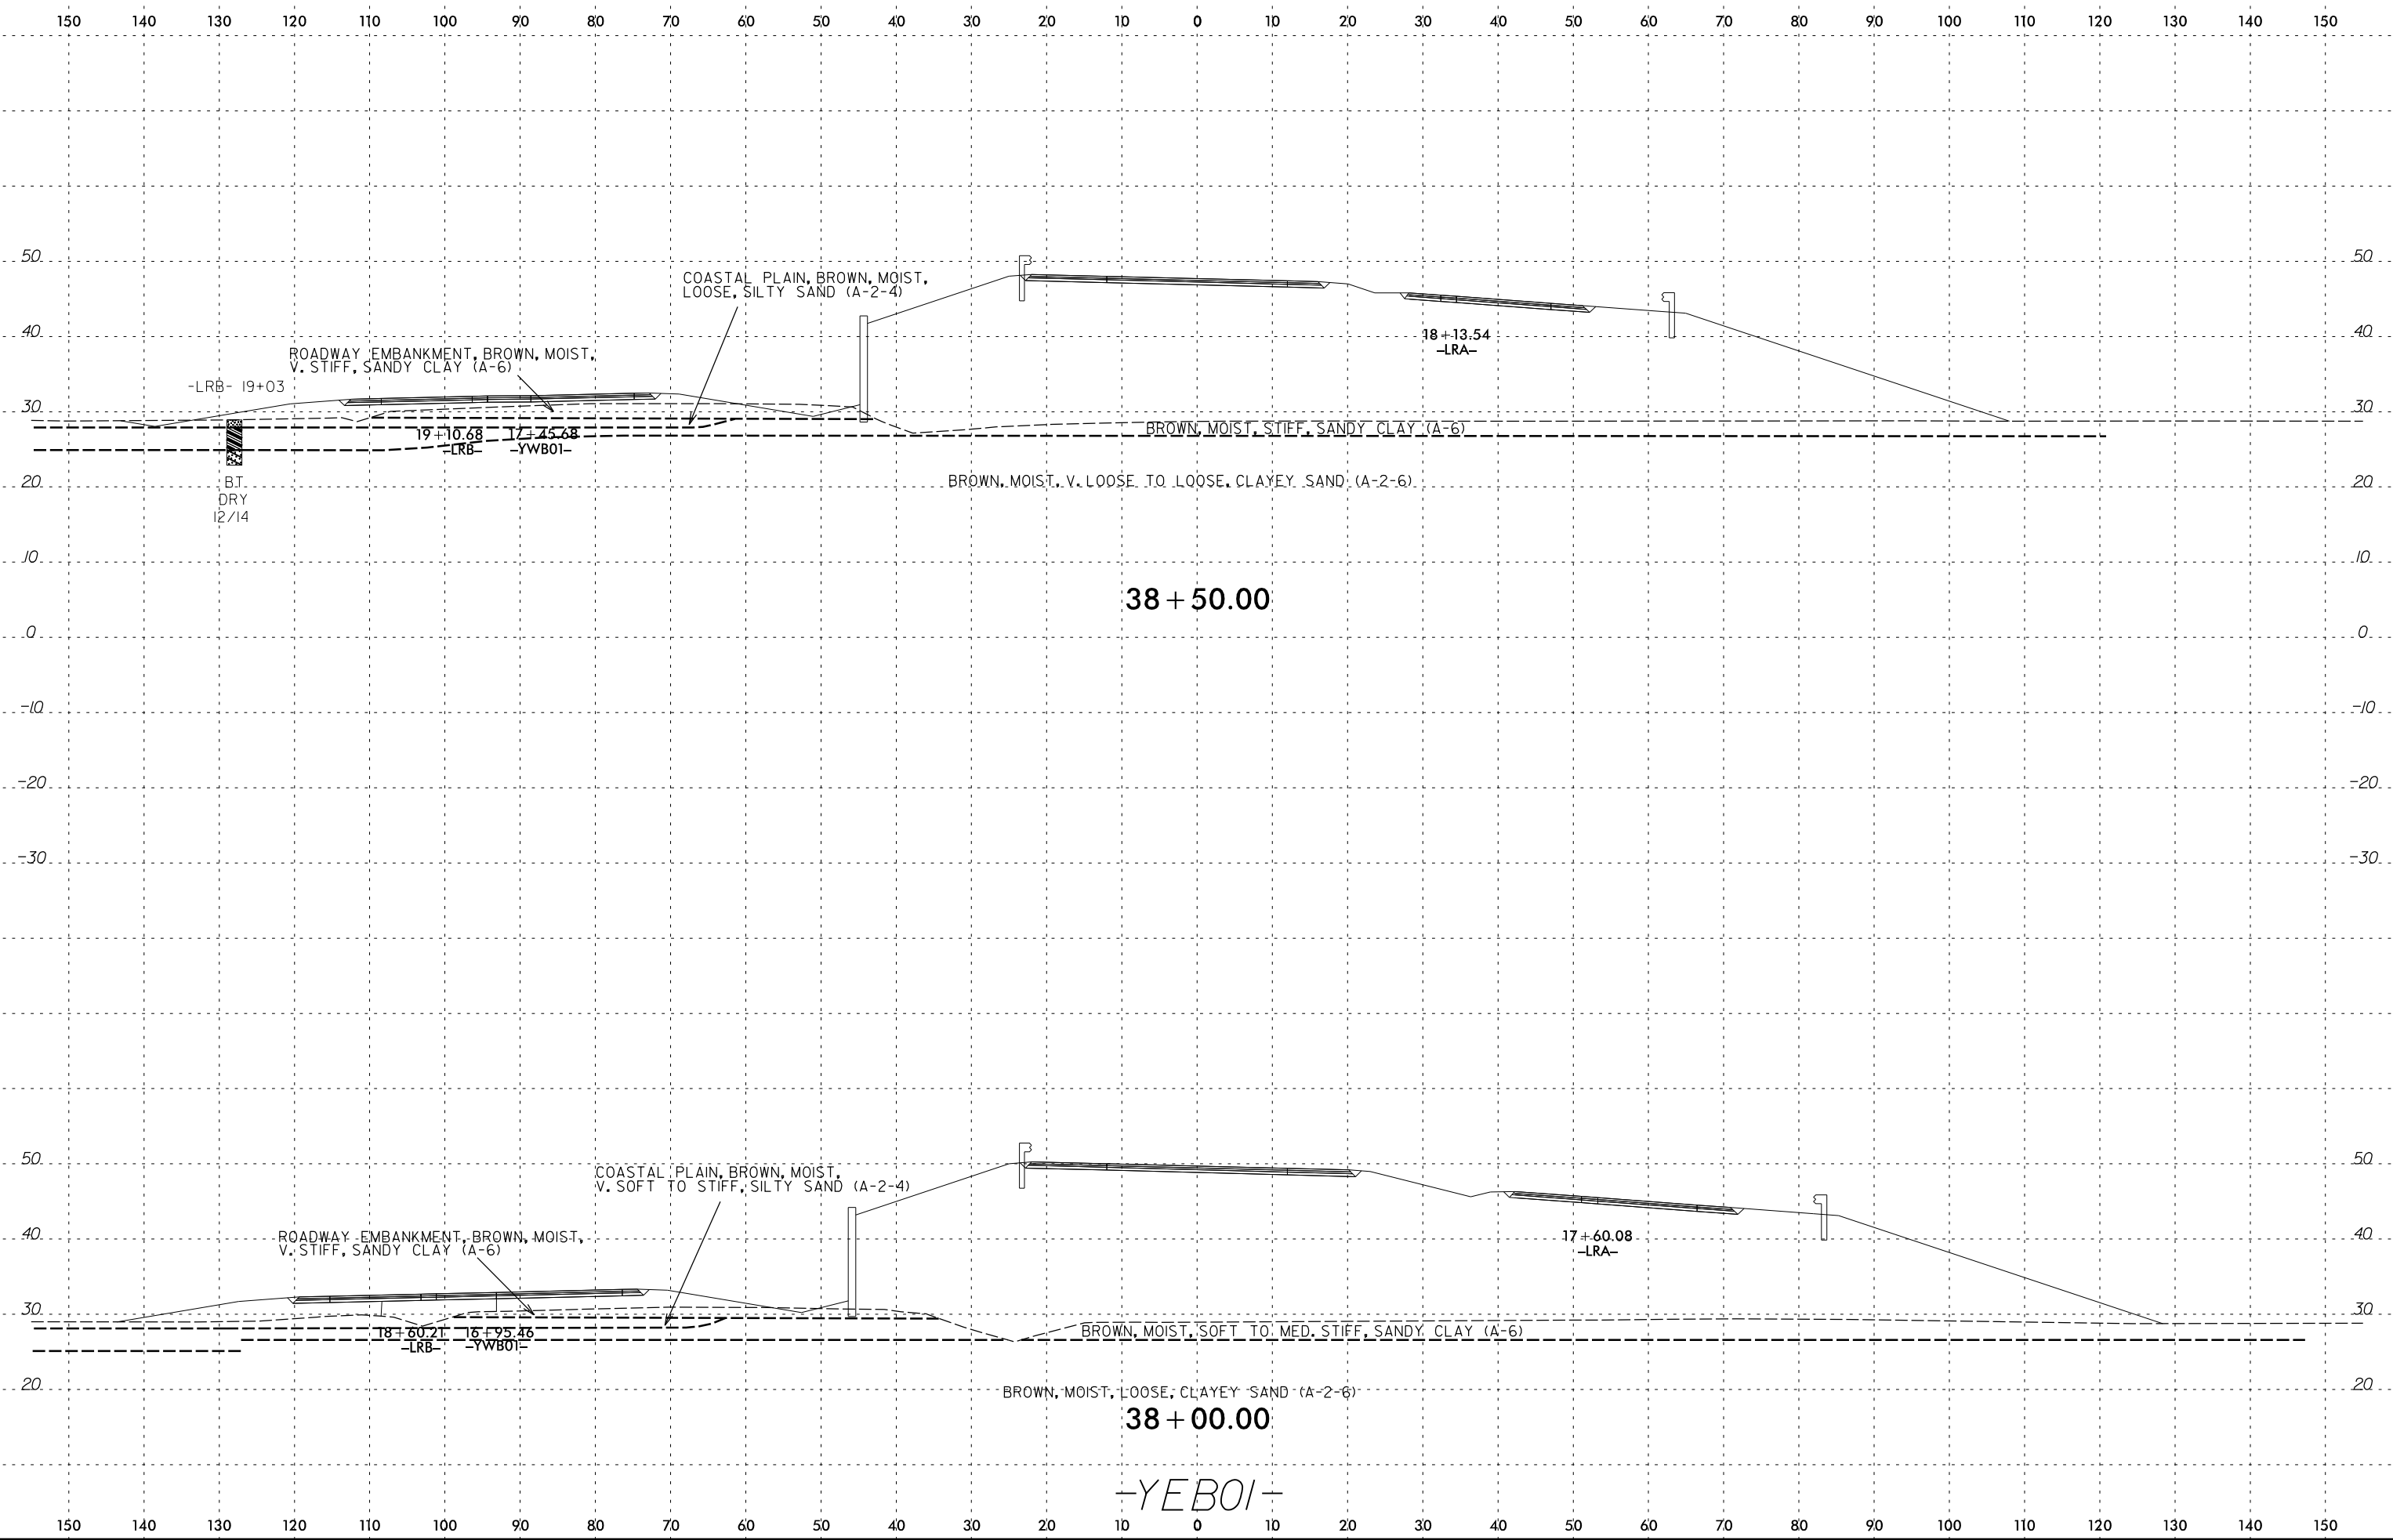 150 140 130 120 110 100 90 80 70 60 50 40 30 20 10 0 10 20 30 40 50 60 70 80 90 100 110 120 130 140 150
50 50
COASTAL PLAIN, BROWN, MOIST,
LOOSE, SILTY SAND (A-2-4)
40 40
18+13.54
-LRA-
ROADWAY EMBANKMENT, BROWN, MOIST,
V. STIFF, SANDY CLAY (A-6)
-LRB- 19+03
30 30
BROWN, MOIST, STIFF, SANDY CLAY (A-6)
19+10.68 17+45.68
-LRB- -YWB01-
20 20
BROWN, MOIST, V. LOOSE TO LOOSE, CLAYEY SAND (A-2-6)
B.T.
DRY
12/14
10 10
38+50.00
0 0
-10 -10
-20 -20
-30 -30
50 50
COASTAL PLAIN, BROWN, MOIST,
V. SOFT TO STIFF, SILTY SAND (A-2-4)
40 40
ROADWAY EMBANKMENT, BROWN, MOIST,
V. STIFF, SANDY CLAY (A-6)
17+60.08
-LRA-
30 30
BROWN, MOIST, SOFT TO MED. STIFF, SANDY CLAY (A-6)
18+60.21 16+95.46
-LRB- -YWB01-
20 20
BROWN, MOIST, LOOSE, CLAYEY SAND (A-2-6)
38+00.00
-YEB01-
150 140 130 120 110 100 90 80 70 60 50 40 30 20 10 0 10 20 30 40 50 60 70 80 90 100 110 120 130 140 150